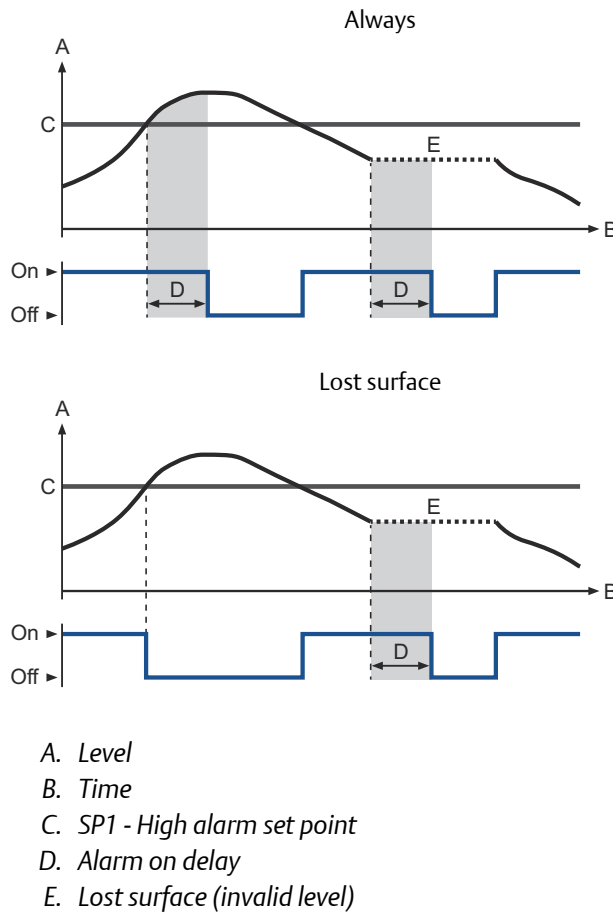 Always
A
C
E
B
On
D
D
Off
Lost surface
A
C
E
B
On
D
Off
A. Level
B. Time
C. SP1 - High alarm set point
D. Alarm on delay
E. Lost surface (invalid level)